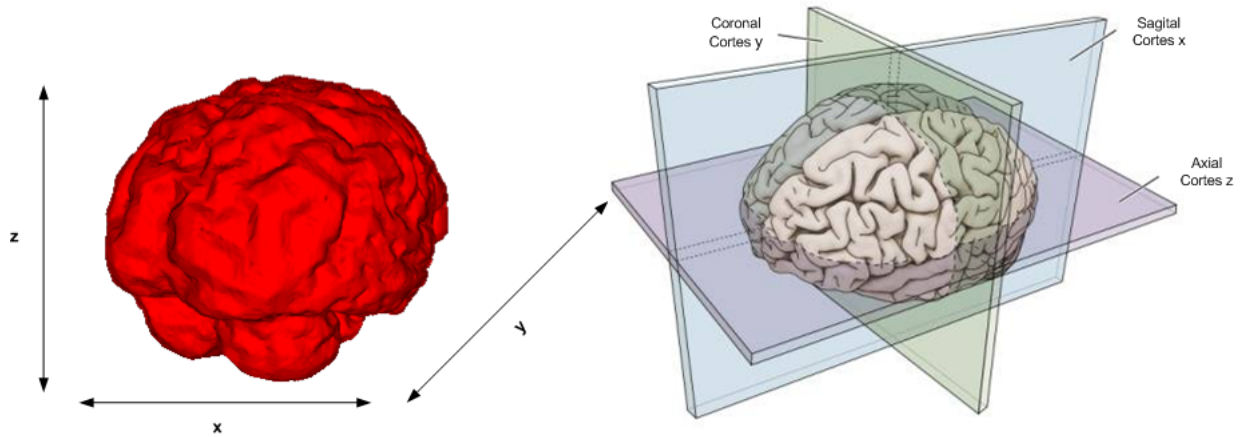 Coronal
Cortes y
Sagital
Cortes x
Axial
Cortes z
z
y
x